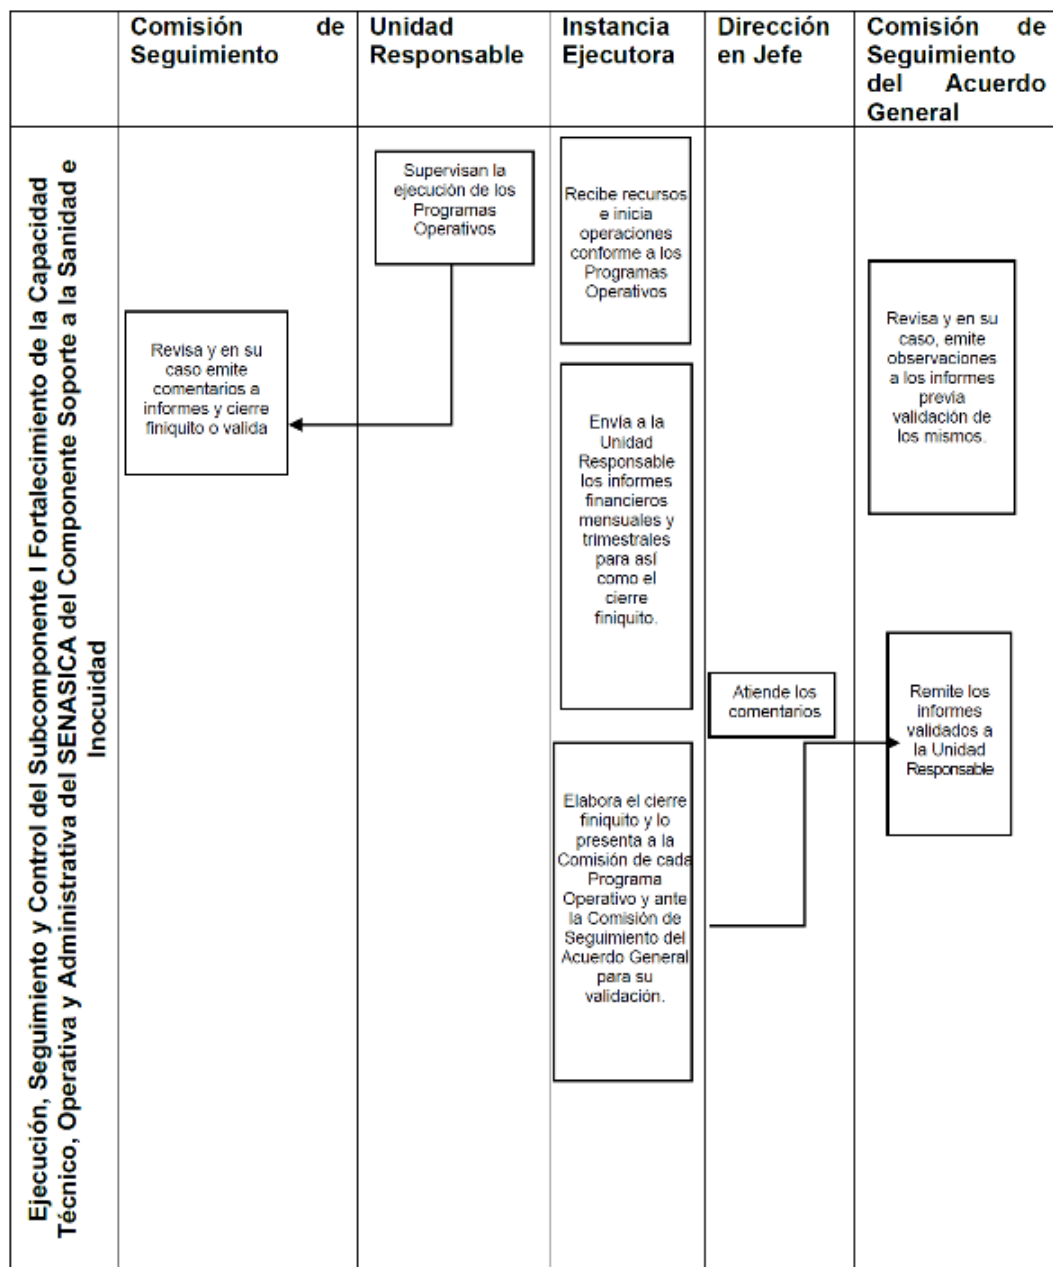 Comisión de
Seguimiento
Unidad
Responsable
Instancia
Ejecutora
Dirección
en Jefe
Comisión de
Seguimiento
del Acuerdo
General
Ejecución, Seguimiento y Control del Subcomponente I Fortalecimiento de la Capacidad
Técnico, Operativa y Administrativa del SENASICA del Componente Soporte a la Sanidad e
Inocuidad
Revisa y en su
caso emite
comentarios a
informes y cierre
finiquito o valida
Supervisan la
ejecución de los
Programas
Operativos
Recibe recursos
e inicia
operaciones
conforme a los
Programas
Operativos
Envía a la
Unidad
Responsable
los informes
financieros
mensuales y
trimestrales
para así
como el
cierre
finiquito.
Elabora el cierre
finiquito y lo
presenta a la
Comisión de cada
Programa
Operativo y ante
la Comisión de
Seguimiento del
Acuerdo General
para su
validación.
Atiende los
comentarios
Revisa y en su
caso, emite
observaciones
a los informes
previa
validación de
los mismos.
Remite los
informes
validados a
la Unidad
Responsable